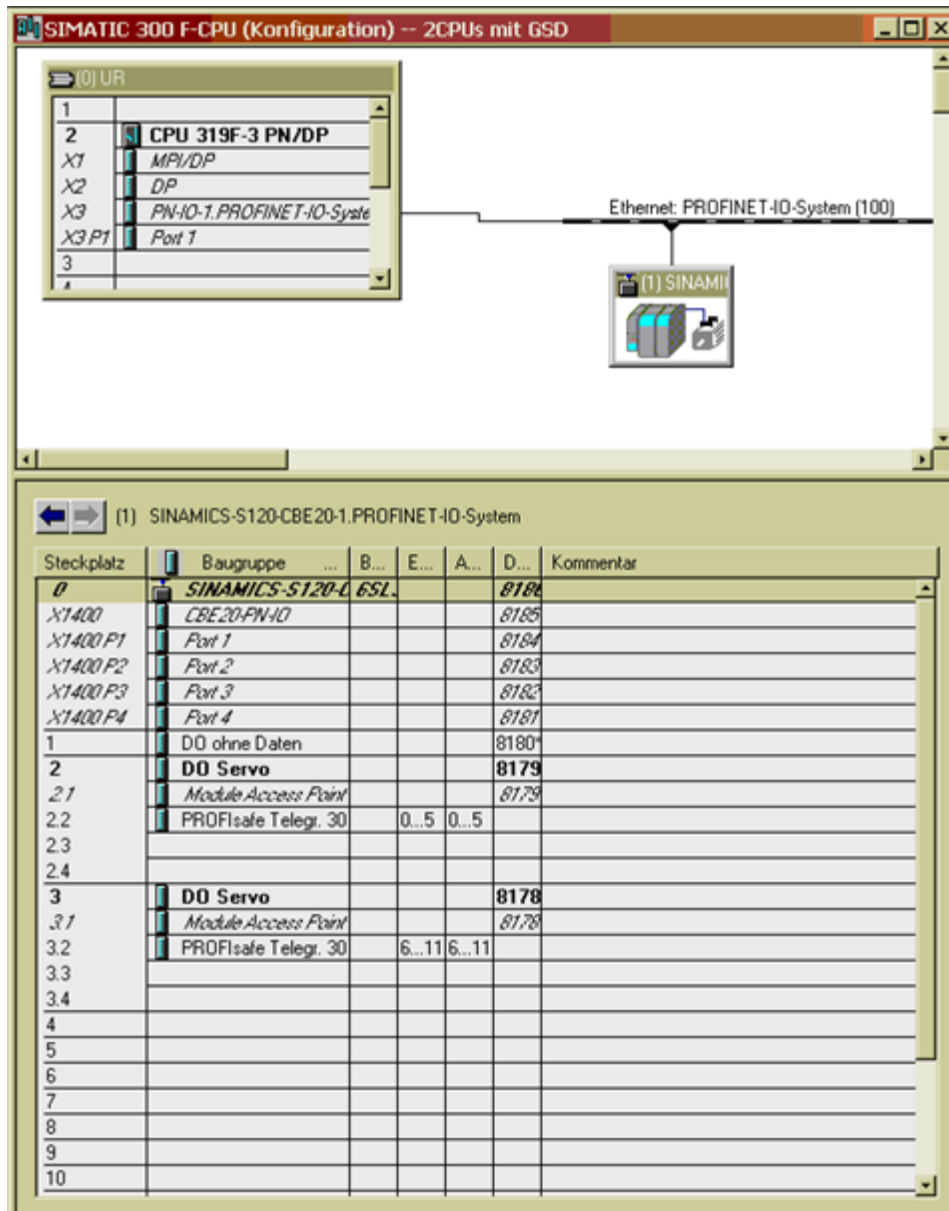 SIMATIC 300 F-CPU (Konfiguration) -- 2CPUs mit GSD
(0) UR
1
2 CPU 319F-3 PN/DP
X1 MPI/DP
X2 DP
X3 PN-IO-1.PROFINET-IO-Syste
X3 P1 Port 1
3
4
Ethernet: PROFINET-IO-System (100)
(1) SINAMI
(1) SINAMICS-S120-CBE20-1.PROFINET-IO-System
Steckplatz Baugruppe ... B... E... A... D... Kommentar
0 SINAMICS-S120-C 6SL. 8186
X1400 CBE20-PN-IO 8185
X1400 P1 Port 1 8184
X1400 P2 Port 2 8183
X1400 P3 Port 3 8182
X1400 P4 Port 4 8181
1 DO ohne Daten 8180*
2 DO Servo 8179
2.1 Module Access Point 8179
2.2 PROFIsafe Telegr. 30 0...5 0...5
2.3
2.4
3 DO Servo 8178
3.1 Module Access Point 8178
3.2 PROFIsafe Telegr. 30 6...11 6...11
3.3
3.4
4
5
6
7
8
9
10